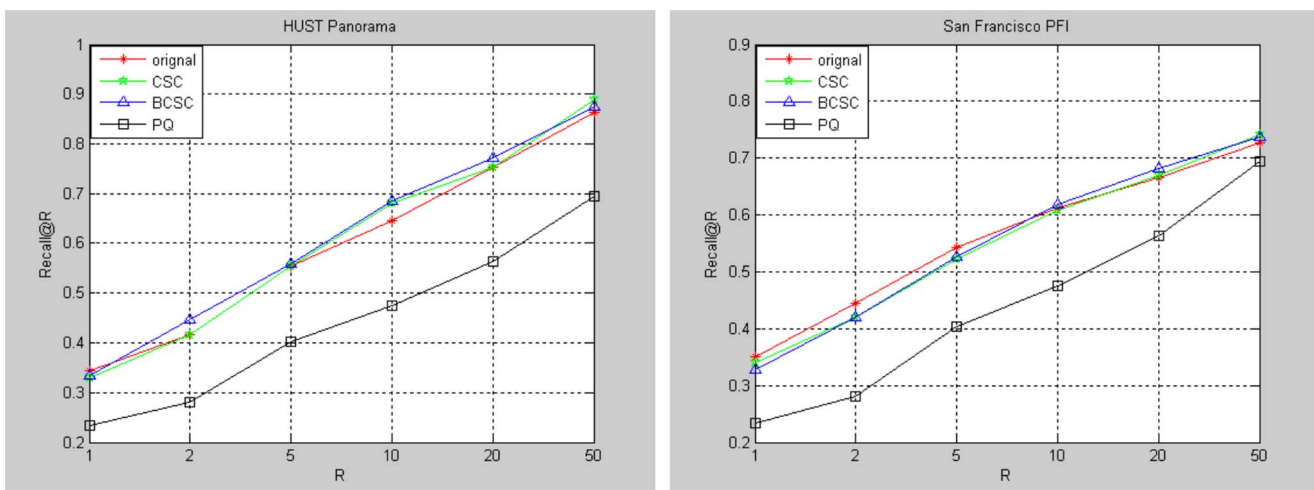 HUST Panorama
1
0.9
0.8
0.7
0.6
0.5
0.4
0.3
0.2
Recall@R
orignal
CSC
BCSC
PQ
1 2 5 10 20 50
R
San Francisco PFI
0.9
0.8
0.7
0.6
0.5
0.4
0.3
0.2
Recall@R
orignal
CSC
BCSC
PQ
1 2 5 10 20 50
R